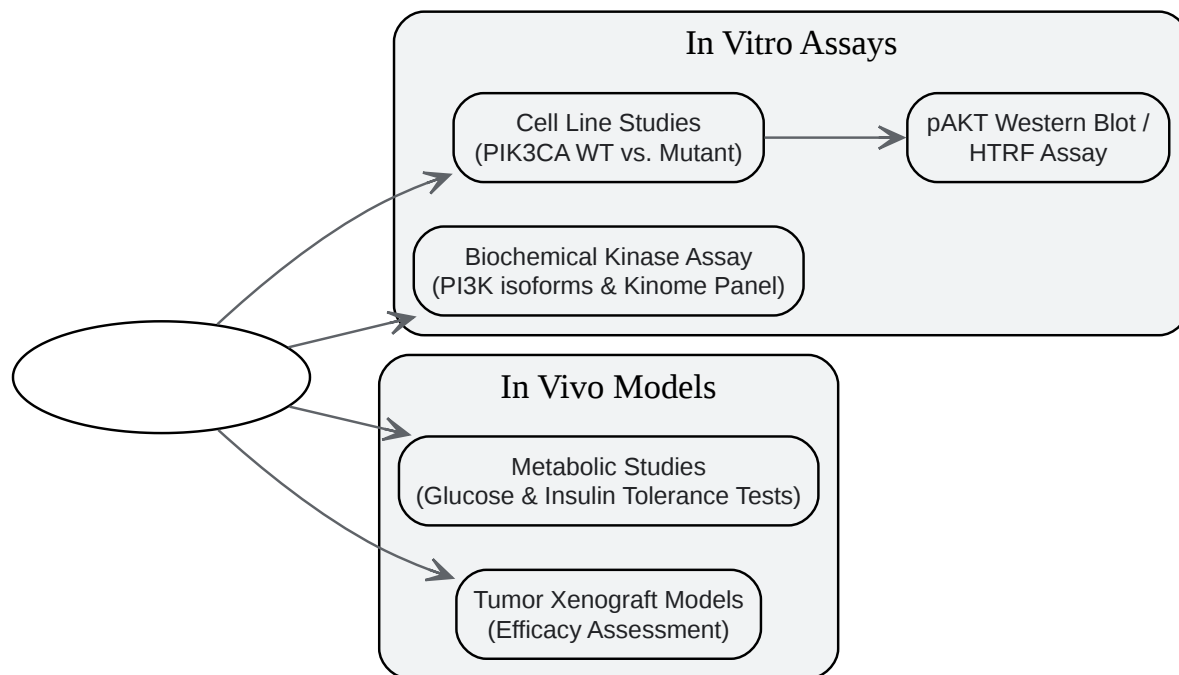 In Vitro Assays
Cell Line Studies
(PIK3CA WT vs. Mutant)
pAKT Western Blot /
HTRF Assay
Biochemical Kinase Assay
(PI3K isoforms & Kinome Panel)
In Vivo Models
Metabolic Studies
(Glucose & Insulin Tolerance Tests)
Tumor Xenograft Models
(Efficacy Assessment)